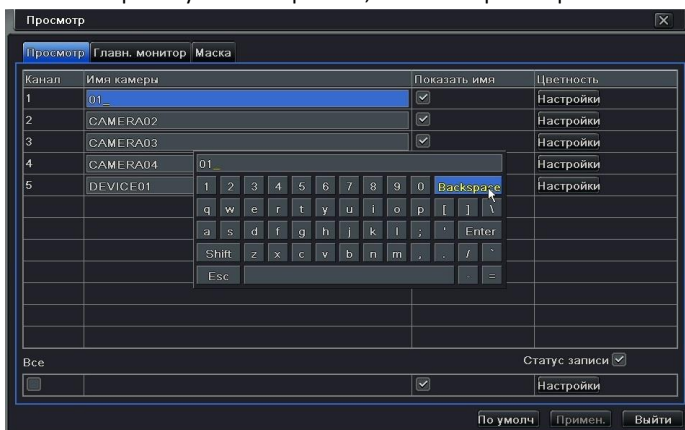 Просмотр
Просмотр Главн. монитор Маска
Канал Имя камеры Показать имя Цветность
1 01_ Настройки
2 CAMERA02 Настройки
3 CAMERA03 Настройки
4 CAMERA04 Настройки
5 DEVICE01 Настройки
01_
1 2 3 4 5 6 7 8 9 0 Backspace
q w e r t y u i o p [ ] \
a s d f g h j k l ; ' Enter
Shift z x c v b n m , . / `
Esc - =
Все Статус записи
Настройки
По умолч Примен. Выйти